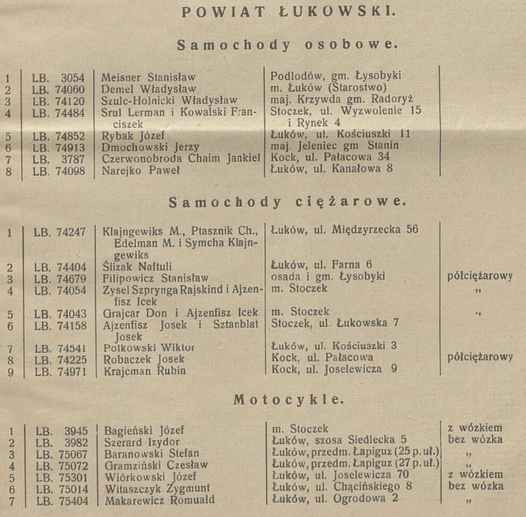 POWIAT ŁUKOWSKI.
Samochody osobowe.
1 LB. 3054 Meisner Stanisław Podlodów, gm. Łysobyki
2 LB. 74060 Demel Władysław m. Łuków (Starostwo)
3 LB. 74120 Szulc-Holnicki Władysław maj. Krzywda gm. Radoryż
4 LB. 74484 Srul Lerman i Kowalski Fran- Stoczek, ul. Wyzwolenie 15
ciszek i Rynek 4
5 LB. 74852 Rybak Józef Łuków, ul. Kościuszki 11
6 LB. 74913 Dmochowski Jerzy maj. Jeleniec gm Stanin
7 LB. 3787 Czerwonobroda Chaim Jankiel Kock, ul. Pałacowa 34
8 LB. 74098 Narejko Paweł Łuków, ul. Kanałowa 8
Samochody ciężarowe.
1 LB. 74247 Klajngewiks M., Ptasznik Ch., Łuków, ul. Międzyrzecka 56
Edelman M. i Symcha Klajn-
gewiks
2 LB. 74404 Ślizak Naftuli Łuków, ul. Farna 6
3 LB. 74679 Filipowicz Stanisław osada i gm. Łysobyki półciężarowy
4 LB. 74054 Zysel Szprynga Rajskind i Ajzen- m. Stoczek „
fisz Icek
5 LB. 74043 Grajcar Don i Ajzenfisz Icek m. Stoczek „
6 LB. 74158 Ajzenfisz Josek i Sztanblat Stoczek, ul. Łukowska 7
Josek
7 LB. 74541 Polkowski Wiktor Łuków, ul. Kościuszki 3
8 LB. 74225 Robaczek Josek Kock, ul. Pałacowa półciężarowy
9 LB. 74971 Krajcman Rubin Kock, ul. Joselewicza 9
Motocykle.
1 LB. 3945 Bagieński Józef m. Stoczek z wózkiem
2 LB. 3982 Szerard Izydor Łuków, szosa Siedlecka 5 bez wózka
3 LB. 75067 Baranowski Stefan Łuków, przedm. Łapiguz (25 p. uł.) „
4 LB. 75072 Gramziński Czesław Łuków, przedm. Łapiguz (27 p. uł.) „
5 LB. 75301 Wiórkowski Józef Łuków, ul. Joselewicza 70 z wózkiem
6 LB. 75014 Witaszczyk Zygmunt Łuków, ul. Chącińskiego 8 bez wózka
7 LB. 75404 Makarewicz Romuald Łuków, ul. Ogrodowa 2 „